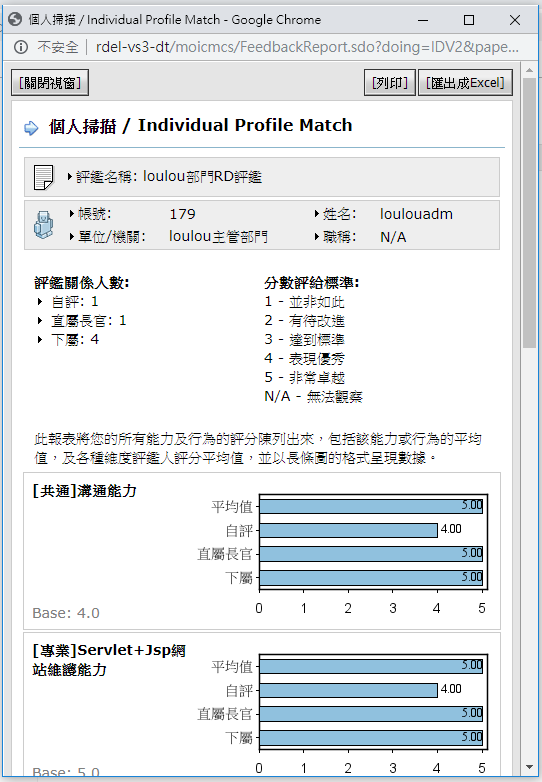 個人掃描 / Individual Profile Match - Google Chrome
不安全 | rdel-vs3-dt/moicmcs/FeedbackReport.sdo?doing=IDV2&pape...
[關閉視窗] [列印] [匯出成Excel]
個人掃描 / Individual Profile Match
評鑑名稱: loulou部門RD評鑑
帳號: 179 姓名: loulouadm
單位/機關: loulou主管部門 職稱: N/A
評鑑關係人數:
自評: 1
直屬長官: 1
下屬: 4
分數評給標準:
1 - 並非如此
2 - 有待改進
3 - 達到標準
4 - 表現優秀
5 - 非常卓越
N/A - 無法觀察
此報表將您的所有能力及行為的評分陳列出來，包括該能力或行為的平均
值，及各種維度評鑑人評分平均值，並以長條圖的格式呈現數據。
[共通]溝通能力
平均值 5.00
自評 4.00
直屬長官 5.00
下屬 5.00
0 1 2 3 4 5
Base: 4.0
[專業]Servlet+Jsp網
站維護能力
平均值 5.00
自評 4.00
直屬長官 5.00
下屬 5.00
0 1 2 3 4 5
Base: 5.0